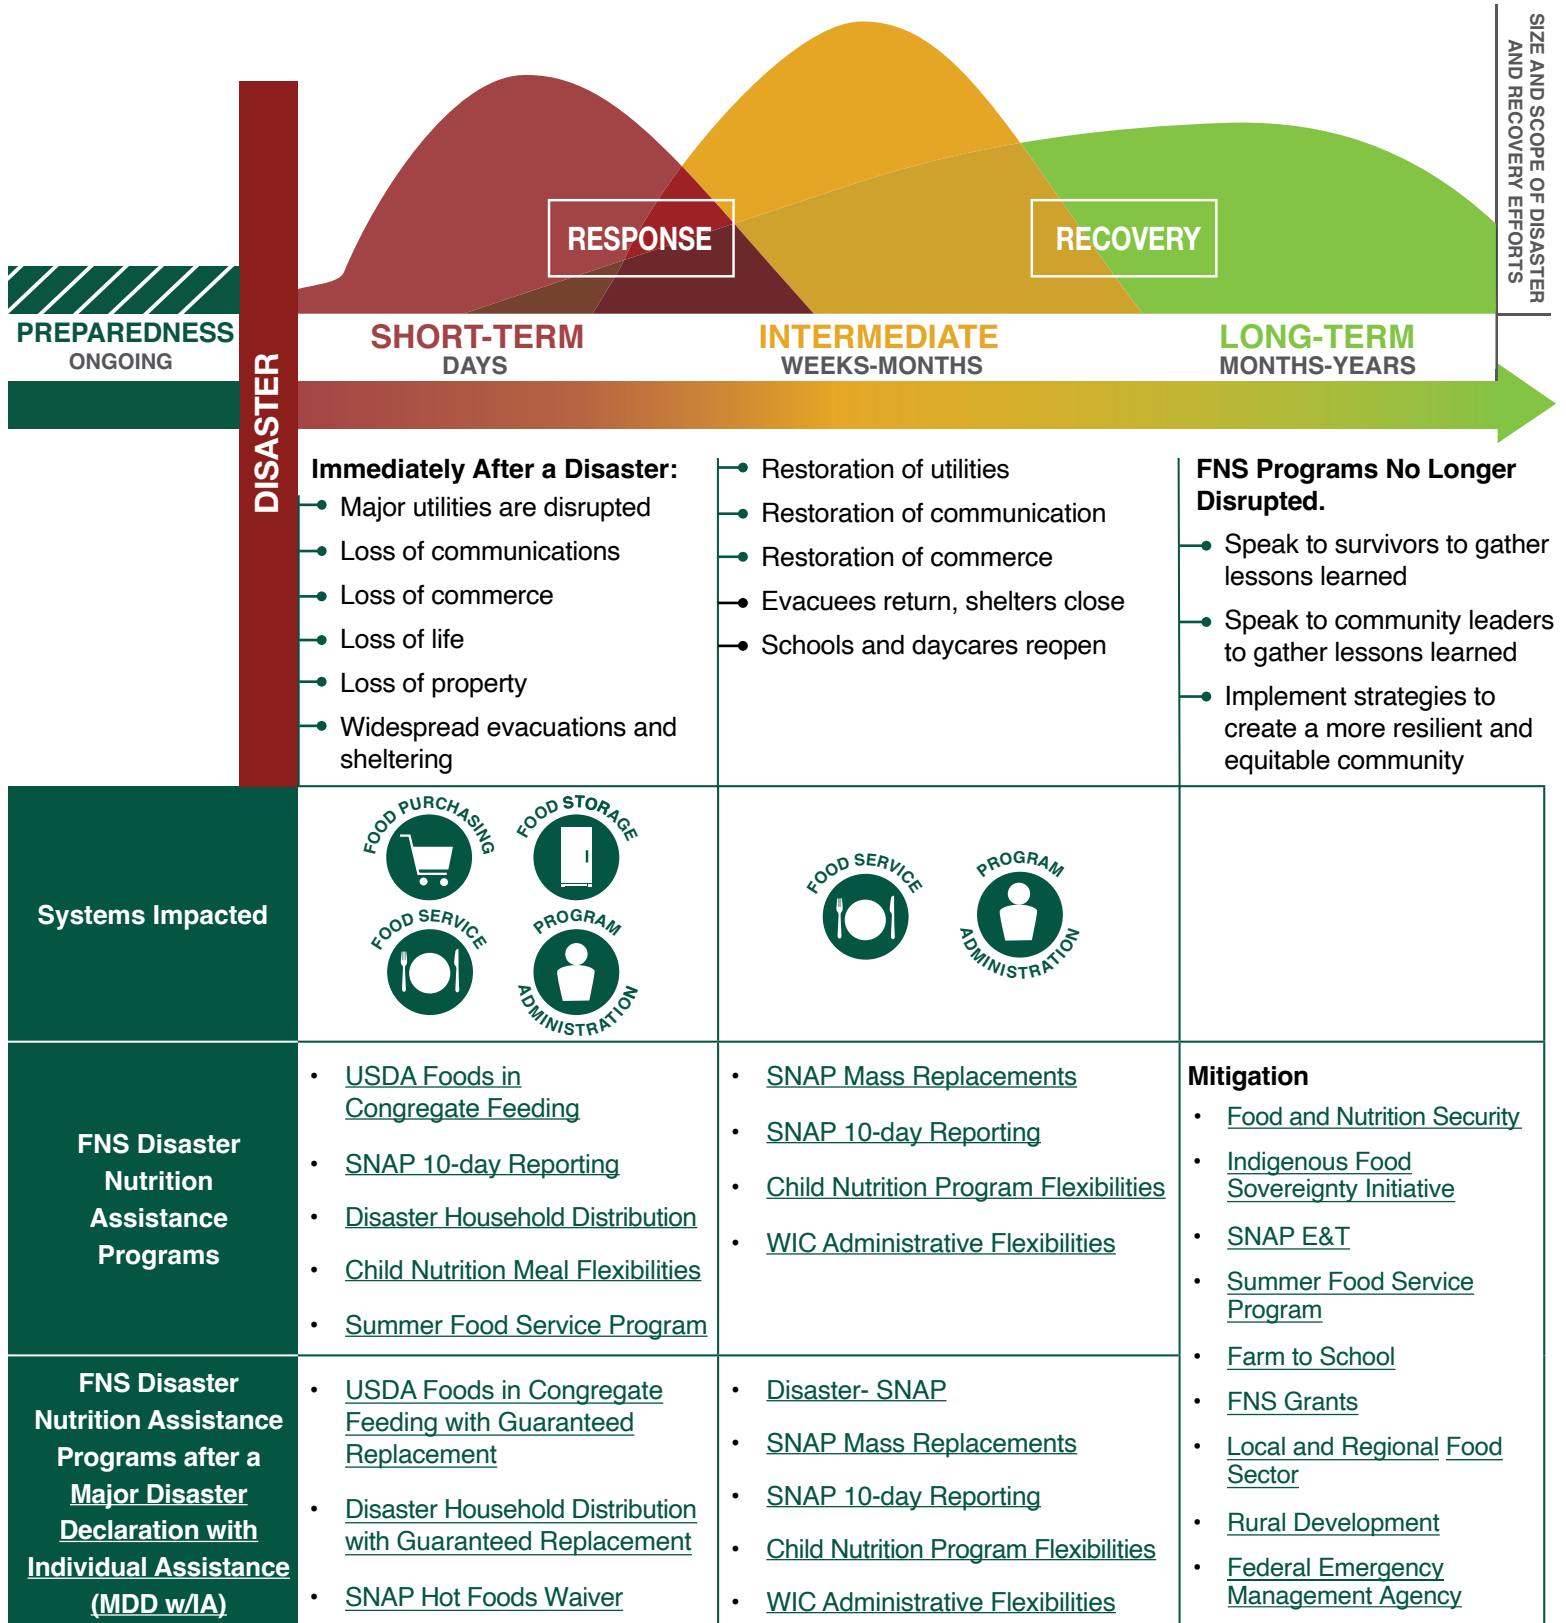 SIZE AND SCOPE OF DISASTER
AND RECOVERY EFFORTS
RESPONSE
RECOVERY
PREPAREDNESS
ONGOING
DISASTER
SHORT-TERM
DAYS
INTERMEDIATE
WEEKS-MONTHS
LONG-TERM
MONTHS-YEARS
Immediately After a Disaster:
Major utilities are disrupted
Loss of communications
Loss of commerce
Loss of life
Loss of property
Widespread evacuations and
sheltering
Restoration of utilities
Restoration of communication
Restoration of commerce
Evacuees return, shelters close
Schools and daycares reopen
FNS Programs No Longer
Disrupted.
Speak to survivors to gather
lessons learned
Speak to community leaders
to gather lessons learned
Implement strategies to
create a more resilient and
equitable community
Systems Impacted
FOOD PURCHASING
FOOD STORAGE
FOOD SERVICE
PROGRAM
ADMINISTRATION
FOOD SERVICE
PROGRAM
ADMINISTRATION
FNS Disaster
Nutrition
Assistance
Programs
• USDA Foods in
Congregate Feeding
• SNAP 10-day Reporting
• Disaster Household Distribution
• Child Nutrition Meal Flexibilities
• Summer Food Service Program
• SNAP Mass Replacements
• SNAP 10-day Reporting
• Child Nutrition Program Flexibilities
• WIC Administrative Flexibilities
Mitigation
• Food and Nutrition Security
• Indigenous Food
Sovereignty Initiative
• SNAP E&T
• Summer Food Service
Program
• Farm to School
• FNS Grants
• Local and Regional Food
Sector
• Rural Development
• Federal Emergency
Management Agency
FNS Disaster
Nutrition Assistance
Programs after a
Major Disaster
Declaration with
Individual Assistance
(MDD w/IA)
• USDA Foods in Congregate
Feeding with Guaranteed
Replacement
• Disaster Household Distribution
with Guaranteed Replacement
• SNAP Hot Foods Waiver
• Disaster- SNAP
• SNAP Mass Replacements
• SNAP 10-day Reporting
• Child Nutrition Program Flexibilities
• WIC Administrative Flexibilities